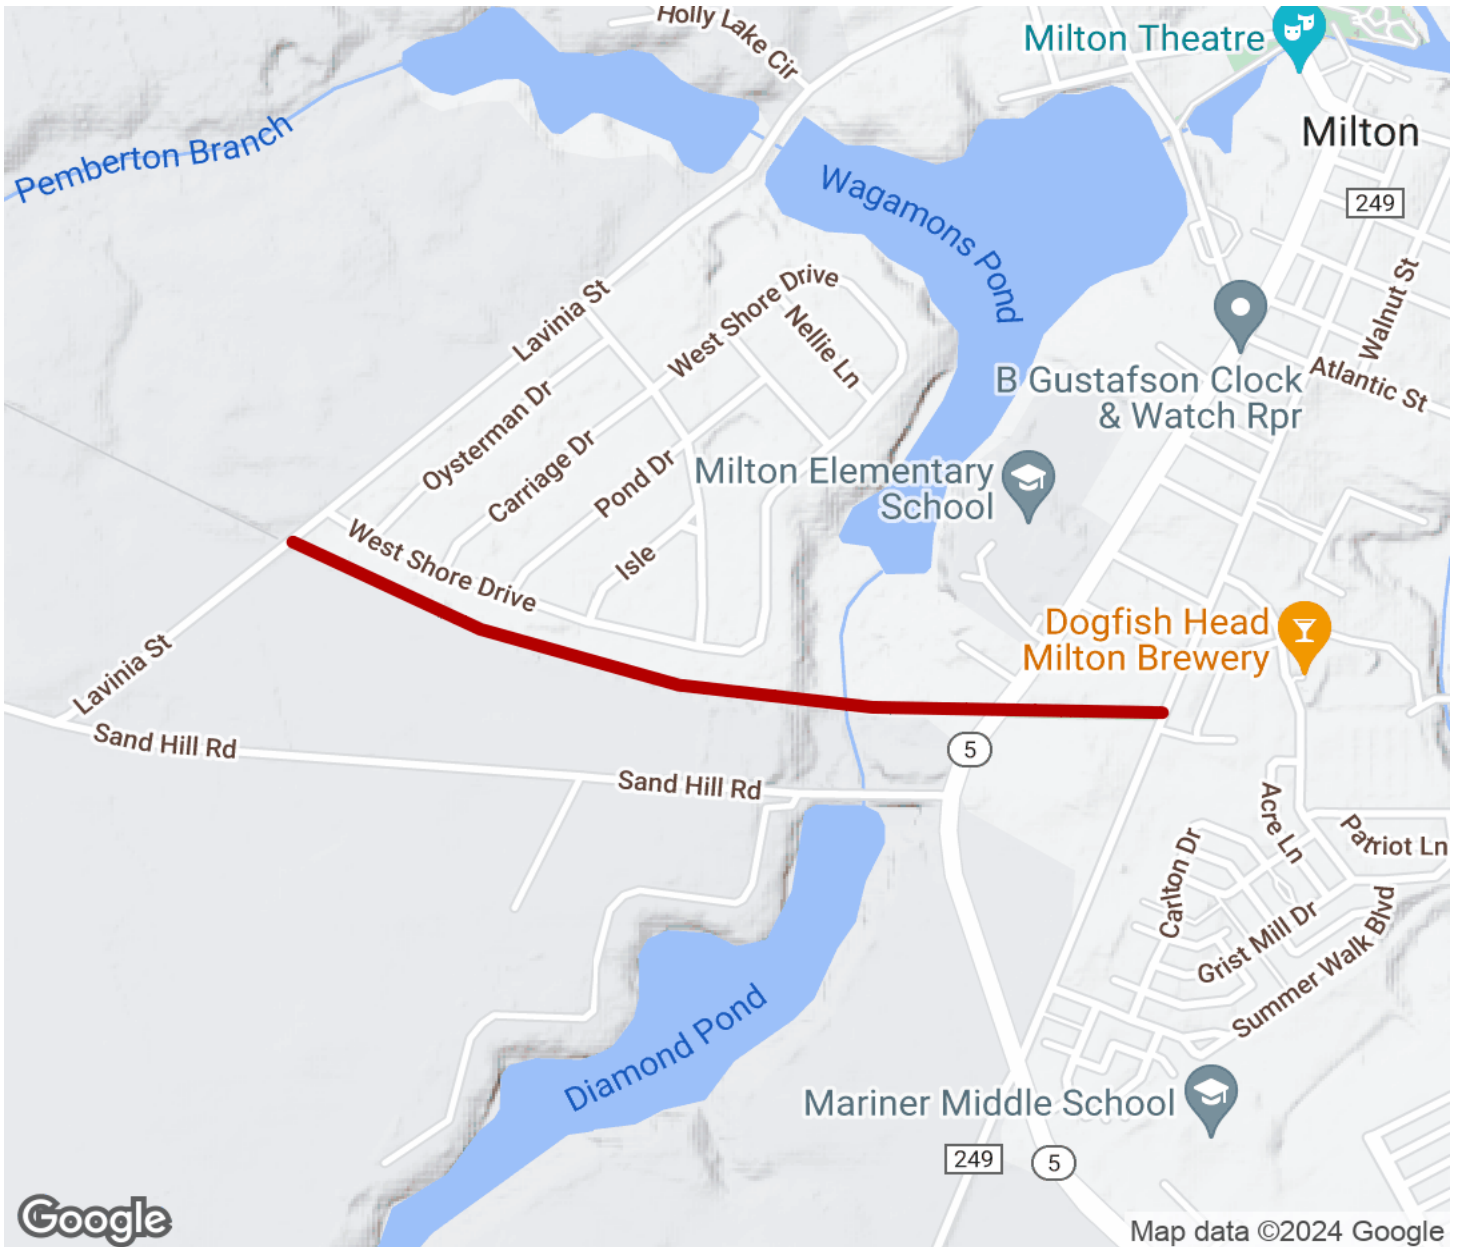 Holly Lake Cir
Milton Theatre
Pemberton Branch
Milton
Wagamons Pond
249
Lavinia St
West Shore Drive
Nellie Ln
Walnut St
B Gustafson Clock
& Watch Rpr
Atlantic St
Oysterman Dr
Carriage Dr
Pond Dr
Milton Elementary
School
West Shore Drive
Isle
Dogfish Head
Milton Brewery
Lavinia St
Sand Hill Rd
5
Sand Hill Rd
Acre Ln
Patriot Ln
Carlton Dr
Grist Mill Dr
Summer Walk Blvd
Diamond Pond
Mariner Middle School
249
5
Google
Map data ©2024 Google